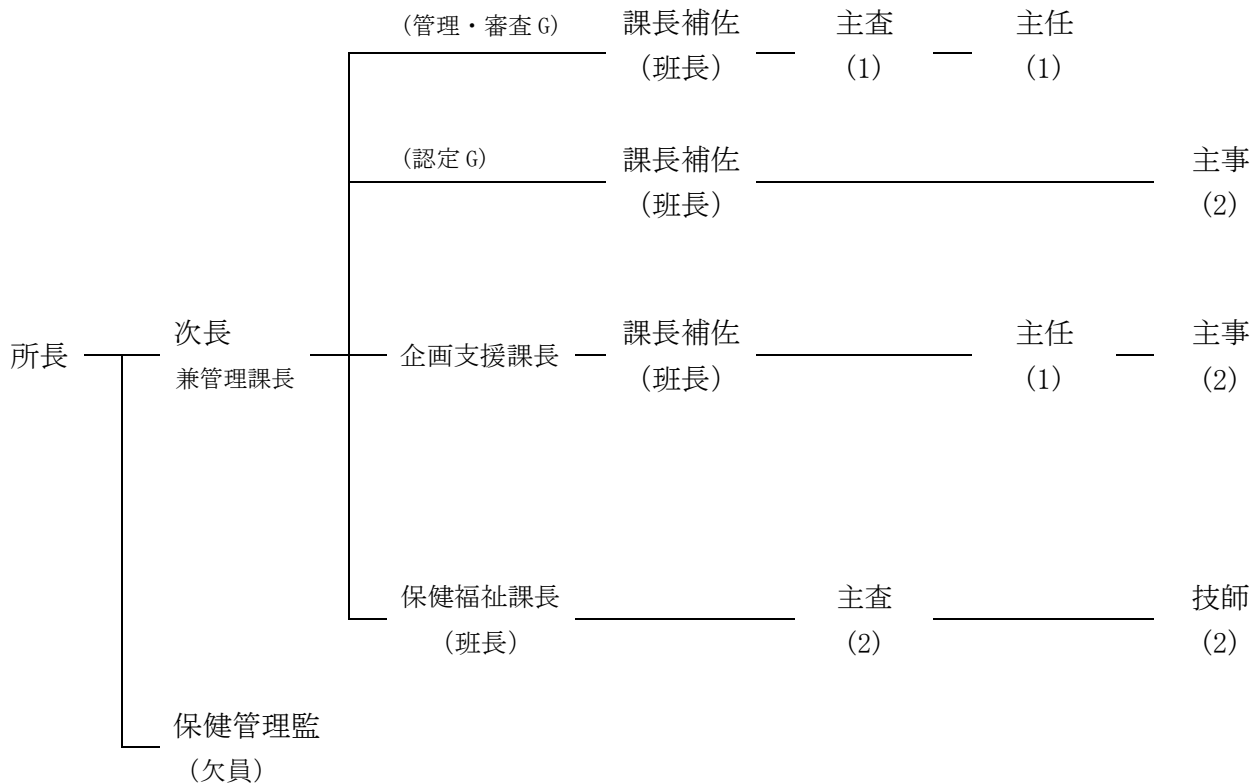 (管理・審査G) 課長補佐 主査 主任
(班長) (1) (1)
(認定G) 課長補佐 主事
(班長) (2)
所長 次長 企画支援課長 課長補佐 主任 主事
兼管理課長 (班長) (1) (2)
保健福祉課長 主査 技師
(班長) (2) (2)
保健管理監
(欠員)